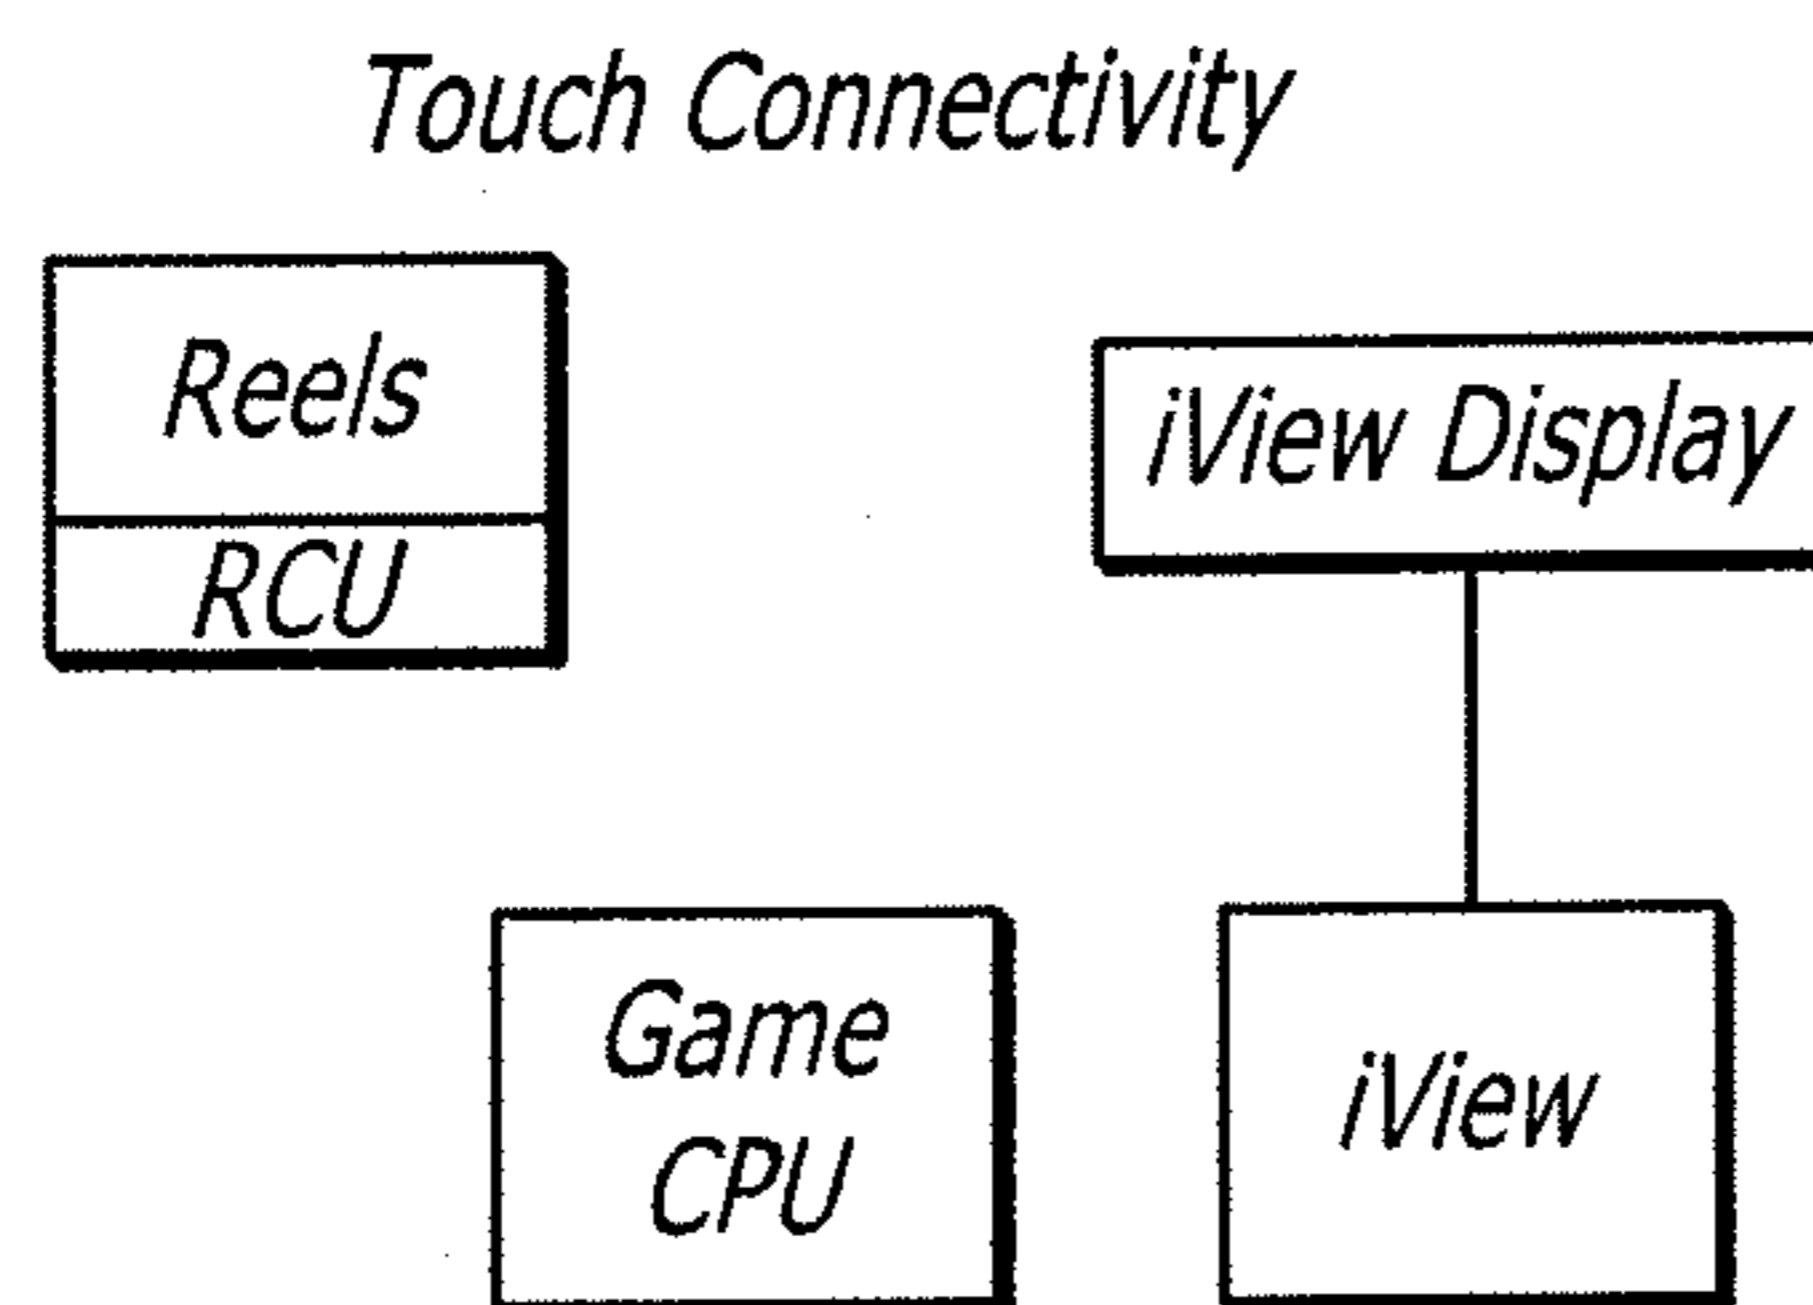 Touch Connectivity
Reels
RCU
iView Display
Game
CPU
iView